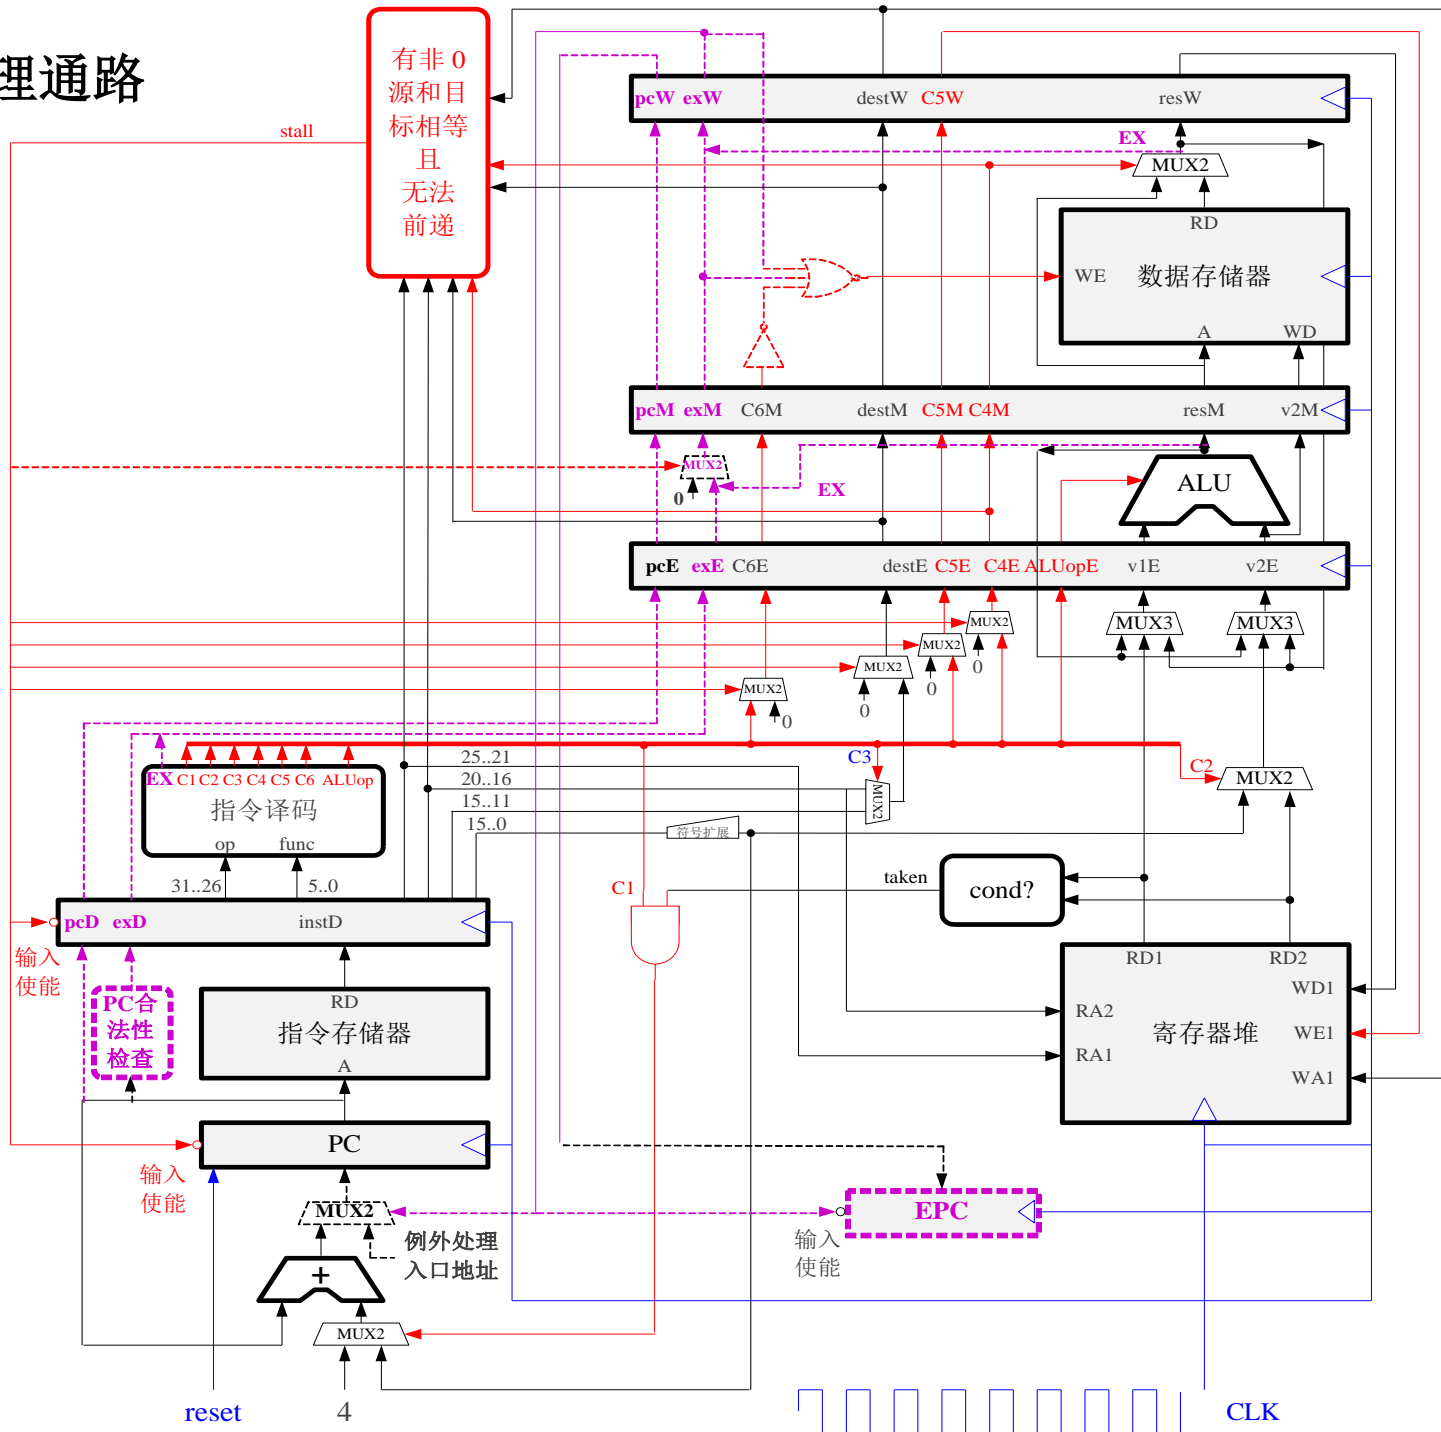 理通路
有非 0
源和目
标相等
且
无法
前递
stall
pcW exW destW C5W resW
EX
MUX2
RD
WE 数据存储器
A WD
pcM exM C6M destM C5M C4M resM v2M
MUX2
0
EX
ALU
pcE exE C6E destE C5E C4E ALUopE v1E v2E
MUX2
MUX3 MUX3
MUX2
0
MUX2
0
MUX2
0
0
EX C1 C2 C3 C4 C5 C6 ALUop
指令译码
op func
31..26 5..0
25..21
20..16
15..11
15..0
C3
MUX2
符号扩展
C2
MUX2
C1
taken
cond?
pcD exD instD
输入
使能
PC合
法性
检查
RD
指令存储器
A
RD1 RD2
WD1
RA2
寄存器堆 WE1
RA1
WA1
PC
输入
使能
MUX2
例外处理
入口地址
EPC
输入
使能
+
MUX2
reset
4
CLK